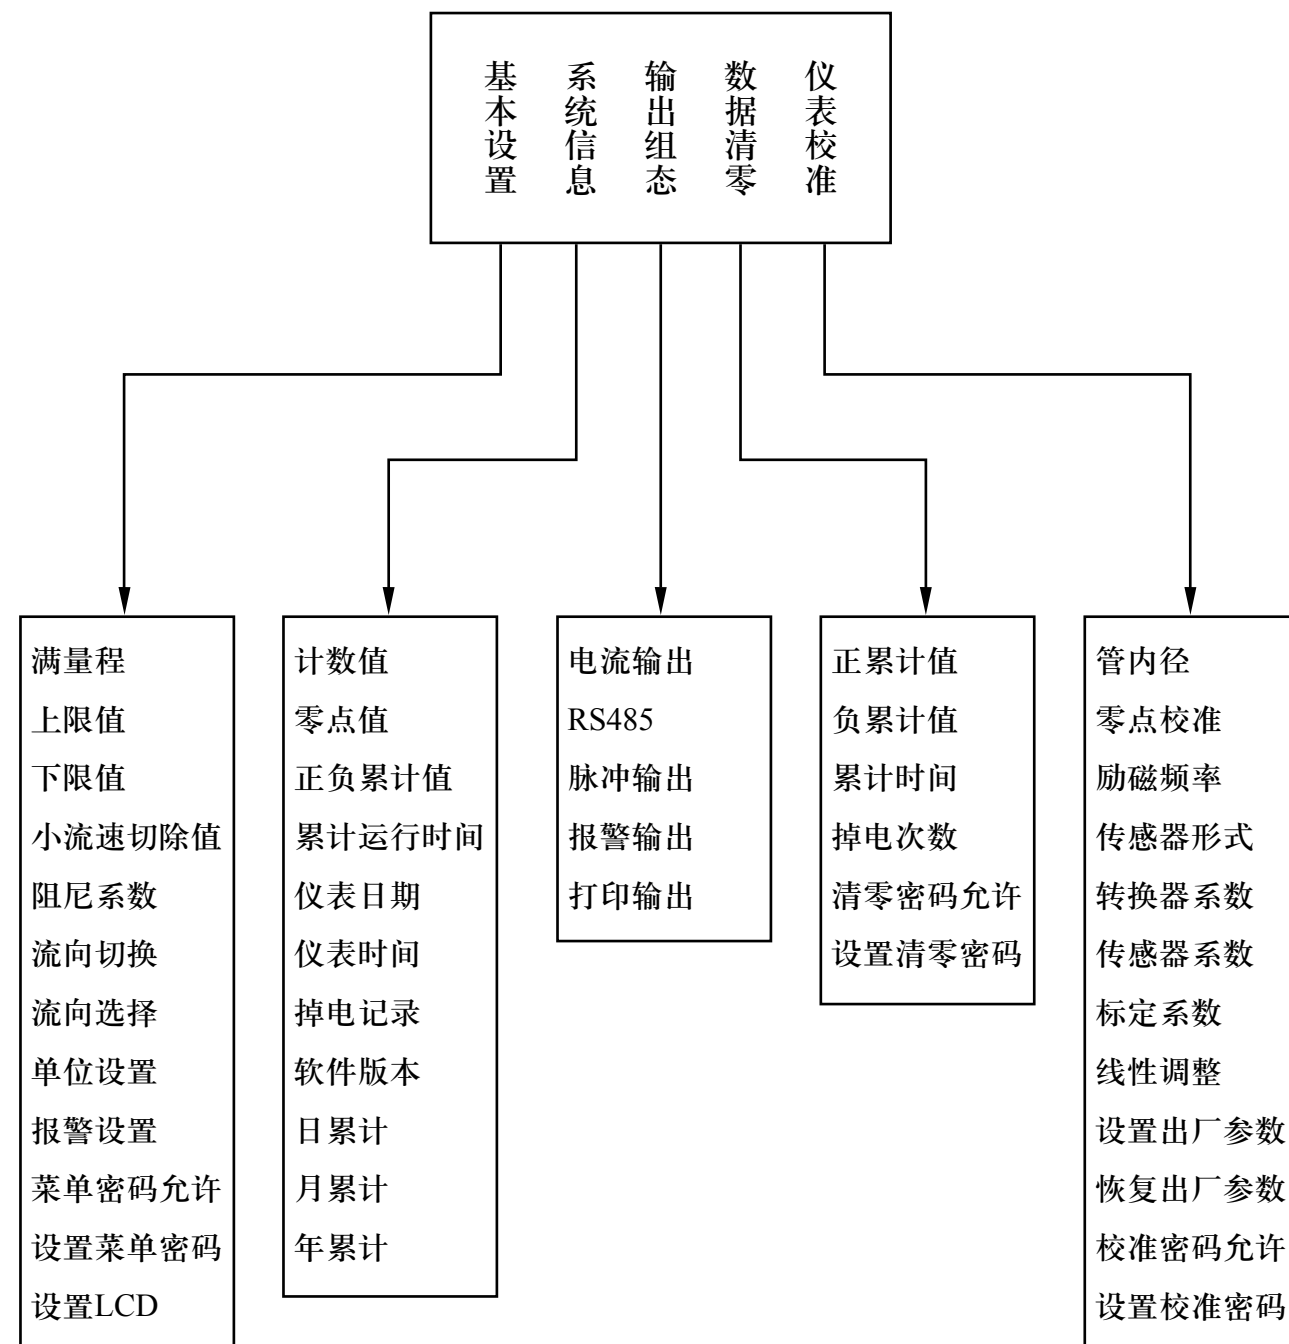 基本设置
系统信息
输出组态
数据清零
仪表校准
满量程
上限值
下限值
小流速切除值
阻尼系数
流向切换
流向选择
单位设置
报警设置
菜单密码允许
设置菜单密码
设置LCD
计数值
零点值
正负累计值
累计运行时间
仪表日期
仪表时间
掉电记录
软件版本
日累计
月累计
年累计
电流输出
RS485
脉冲输出
报警输出
打印输出
正累计值
负累计值
累计时间
掉电次数
清零密码允许
设置清零密码
管内径
零点校准
励磁频率
传感器形式
转换器系数
传感器系数
标定系数
线性调整
设置出厂参数
恢复出厂参数
校准密码允许
设置校准密码